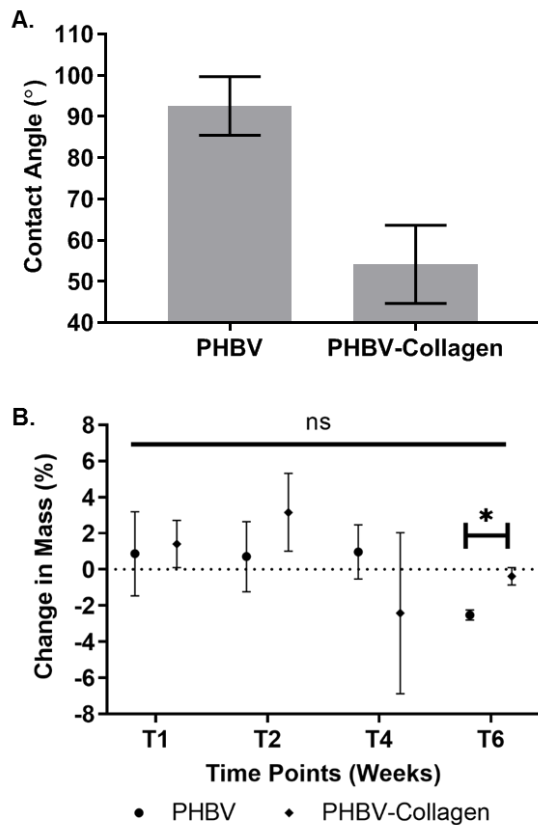 A.
Contact Angle (°)
110
100
90
80
70
60
50
40
PHBV PHBV-Collagen
B.
Change in Mass (%)
8
6
4
2
0
-2
-4
-6
-8
ns
*
T1 T2 T4 T6
Time Points (Weeks)
PHBV PHBV-Collagen